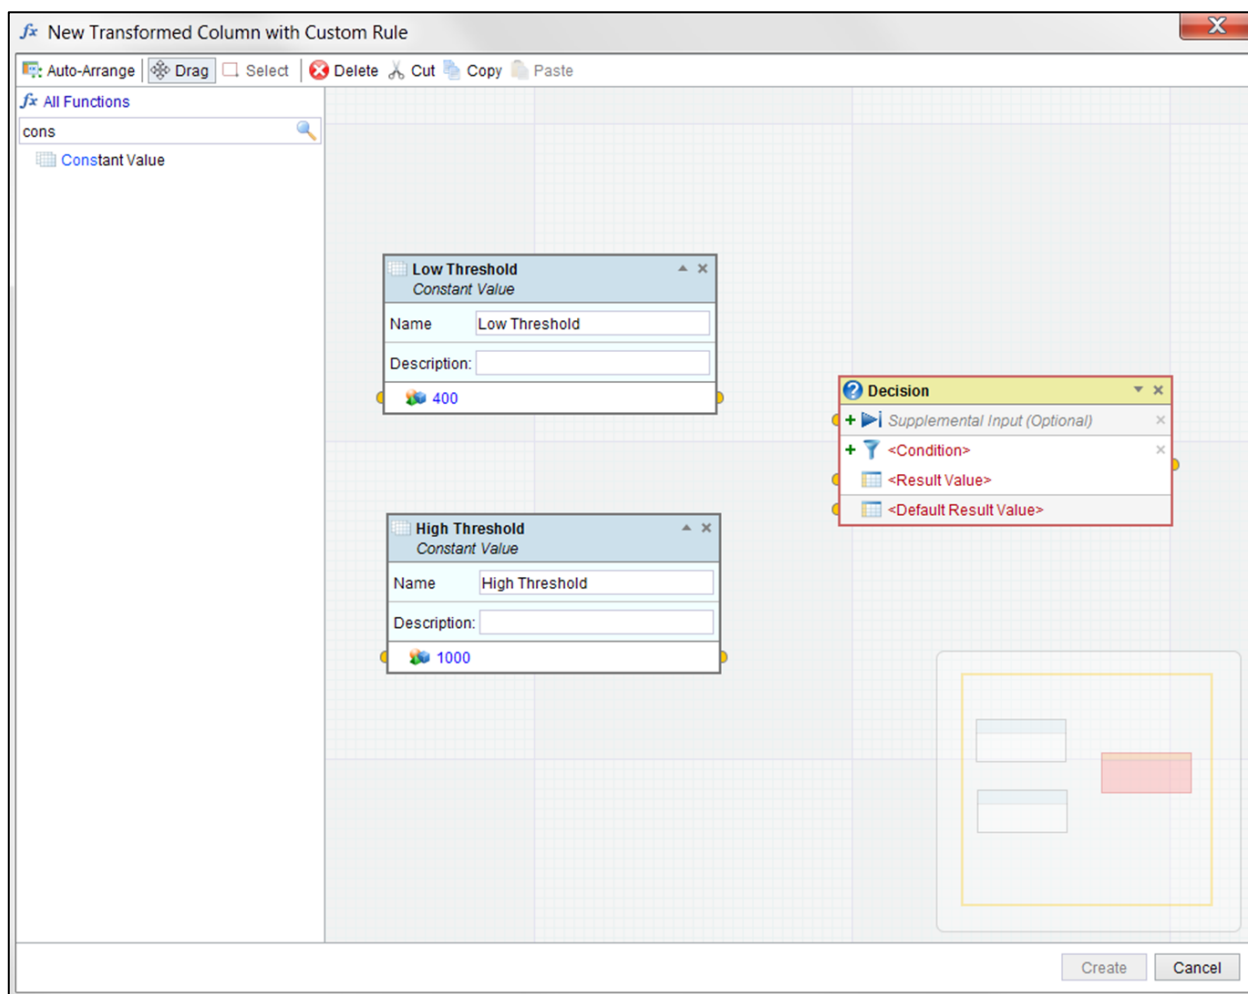 fx New Transformed Column with Custom Rule
Auto-Arrange Drag Select Delete Cut Copy Paste
fx All Functions
cons
Constant Value
Low Threshold
Constant Value
Name Low Threshold
Description:
400
High Threshold
Constant Value
Name High Threshold
Description:
1000
Decision
Supplemental Input (Optional)
<Condition>
<Result Value>
<Default Result Value>
Create Cancel